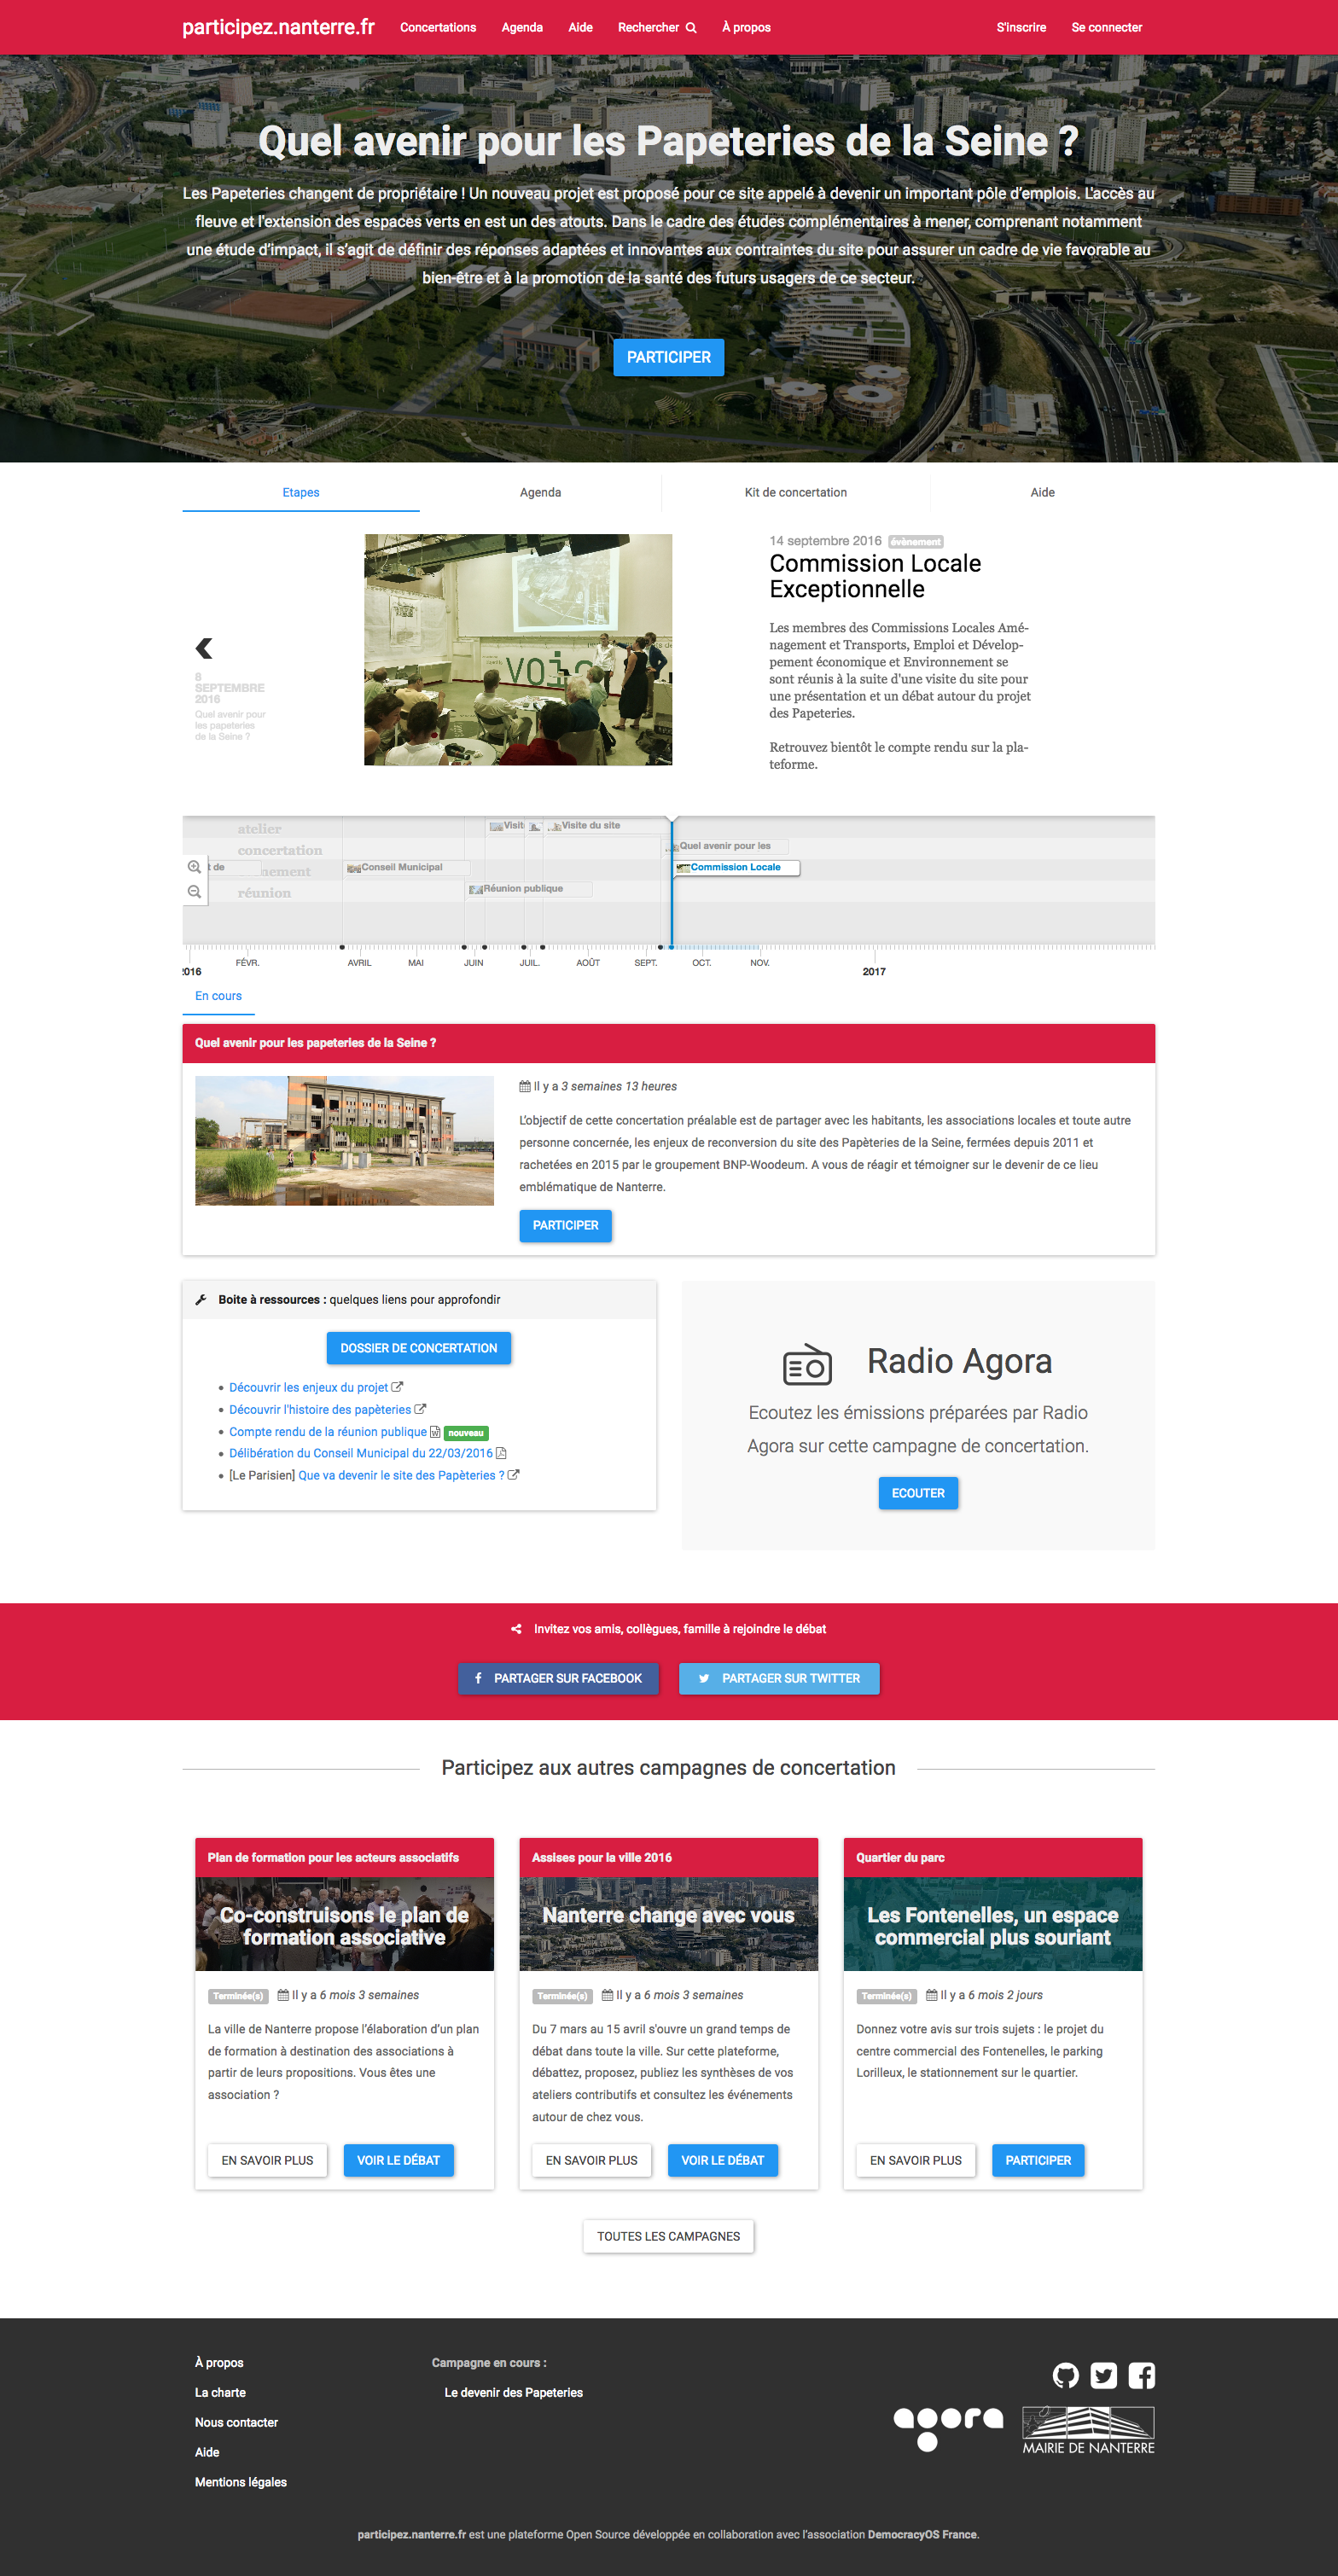 participez.nanterre.fr Concertations Agenda Aide Rechercher À propos S'inscrire Se connecter
Quel avenir pour les Papeteries de la Seine ?
Les Papeteries changent de propriétaire ! Un nouveau projet est proposé pour ce site appelé à devenir un important pôle d'emplois. L'accès au
fleuve et l'extension des espaces verts en est un des atouts. Dans le cadre des études complémentaires à mener, comprenant notamment
une étude d'impact, il s'agit de définir des réponses adaptées et innovantes aux contraintes du site pour assurer un cadre de vie favorable au
bien-être et à la promotion de la santé des futurs usagers de ce secteur.
PARTICIPER
Etapes Agenda Kit de concertation Aide
14 septembre 2016 évènement
Commission Locale
Exceptionnelle
Les membres des Commissions Locales Amé-
nagement et Transports, Emploi et Dévelop-
pement économique et Environnement se
sont réunis à la suite d'une visite du site pour
une présentation et un débat autour du projet
des Papeteries.
Retrouvez bientôt le compte rendu sur la pla-
teforme.
8
SEPTEMBRE
2016
Quel avenir pour
les papeteries
de la Seine ?
vois
atelier Visit Visite du site
concertation Quel avenir pour les
t de nement Conseil Municipal Commission Locale
réunion Réunion publique
FÉVR. AVRIL MAI JUIN JUIL. AOÛT SEPT. OCT. NOV.
2016 2017
En cours
Quel avenir pour les papeteries de la Seine ?
Il y a 3 semaines 13 heures
L'objectif de cette concertation préalable est de partager avec les habitants, les associations locales et toute autre
personne concernée, les enjeux de reconversion du site des Papèteries de la Seine, fermées depuis 2011 et
rachetées en 2015 par le groupement BNP-Woodeum. A vous de réagir et témoigner sur le devenir de ce lieu
emblématique de Nanterre.
PARTICIPER
Boite à ressources : quelques liens pour approfondir
DOSSIER DE CONCERTATION
Découvrir les enjeux du projet
Découvrir l'histoire des papèteries
Compte rendu de la réunion publique nouveau
Délibération du Conseil Municipal du 22/03/2016
[Le Parisien] Que va devenir le site des Papèteries ?
Radio Agora
Ecoutez les émissions préparées par Radio
Agora sur cette campagne de concertation.
ECOUTER
Invitez vos amis, collègues, famille à rejoindre le débat
PARTAGER SUR FACEBOOK PARTAGER SUR TWITTER
Participez aux autres campagnes de concertation
Plan de formation pour les acteurs associatifs
Co-construisons le plan de
formation associative
Terminée(s) Il y a 6 mois 3 semaines
La ville de Nanterre propose l'élaboration d'un plan
de formation à destination des associations à
partir de leurs propositions. Vous êtes une
association ?
EN SAVOIR PLUS VOIR LE DÉBAT
Assises pour la ville 2016
Nanterre change avec vous
Terminée(s) Il y a 6 mois 3 semaines
Du 7 mars au 15 avril s'ouvre un grand temps de
débat dans toute la ville. Sur cette plateforme,
débattez, proposez, publiez les synthèses de vos
ateliers contributifs et consultez les événements
autour de chez vous.
EN SAVOIR PLUS VOIR LE DÉBAT
Quartier du parc
Les Fontenelles, un espace
commercial plus souriant
Terminée(s) Il y a 6 mois 2 jours
Donnez votre avis sur trois sujets : le projet du
centre commercial des Fontenelles, le parking
Lorilleux, le stationnement sur le quartier.
EN SAVOIR PLUS PARTICIPER
TOUTES LES CAMPAGNES
À propos
La charte
Nous contacter
Aide
Mentions légales
Campagne en cours :
Le devenir des Papeteries
agora
MAIRIE DE NANTERRE
participez.nanterre.fr est une plateforme Open Source développée en collaboration avec l'association DemocracyOS France.